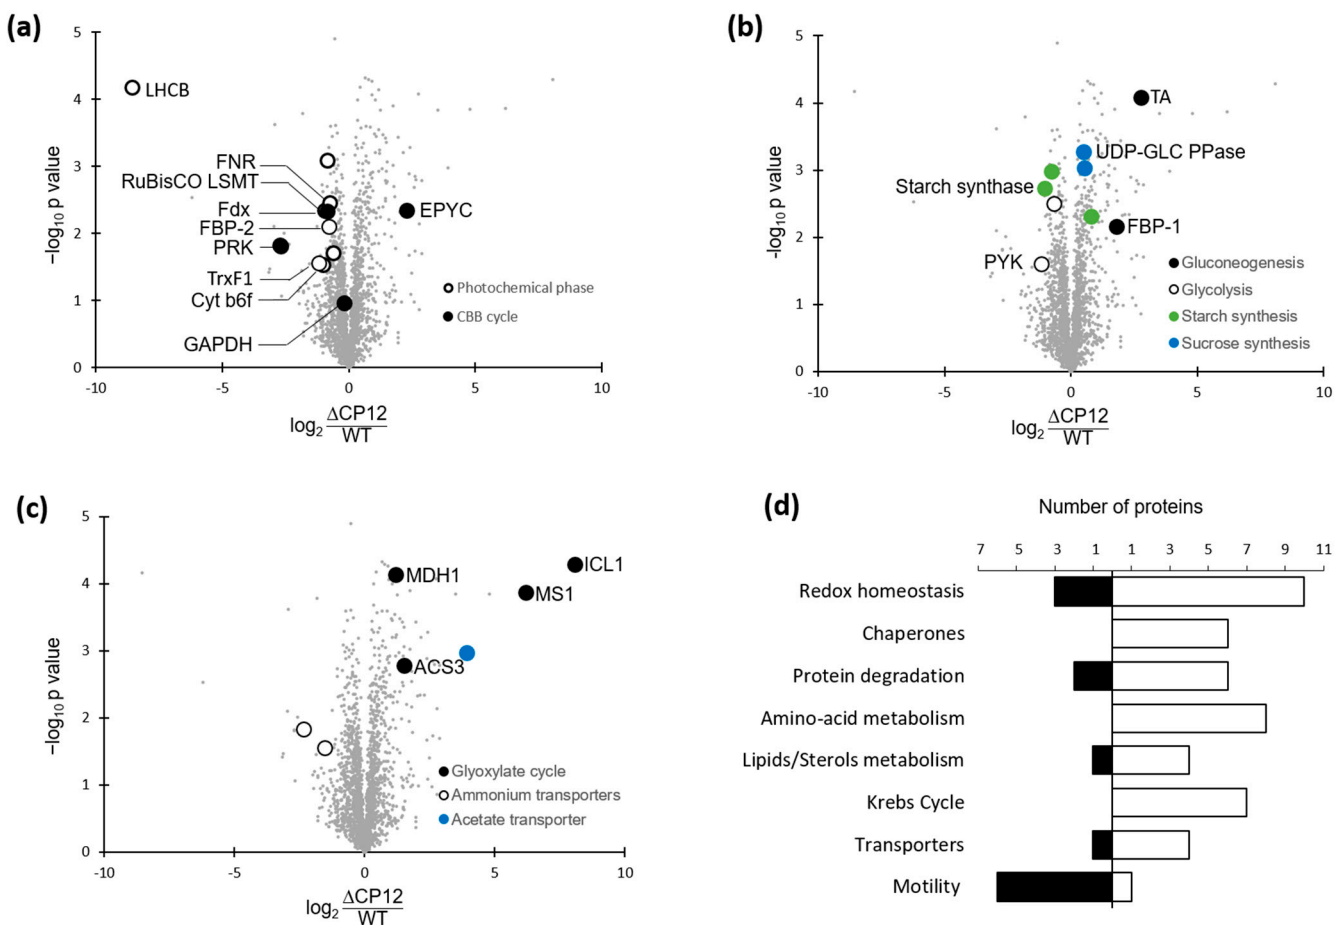 (a)
5
4
3
2
1
0
−log10 p value
LHCB
FNR
RuBisCO LSMT
Fdx
FBP-2
PRK
TrxF1
Cyt b6f
GAPDH
EPYC
Photochemical phase
CBB cycle
-10
-5
0
5
10
log2 ΔCP12
WT
(b)
5
4
3
2
1
0
-log10 p value
TA
UDP-GLC PPase
Starch synthase
FBP-1
PYK
Gluconeogenesis
Glycolysis
Starch synthesis
Sucrose synthesis
-10
-5
0
5
10
log2 ΔCP12
WT
(c)
5
4
3
2
1
0
−log10 p value
ICL1
MDH1
MS1
ACS3
Glyoxylate cycle
Ammonium transporters
Acetate transporter
-10
-5
0
5
10
log2 ΔCP12
WT
(d)
Number of proteins
7 5 3 1 1 3 5 7 9 11
Redox homeostasis
Chaperones
Protein degradation
Amino-acid metabolism
Lipids/Sterols metabolism
Krebs Cycle
Transporters
Motility